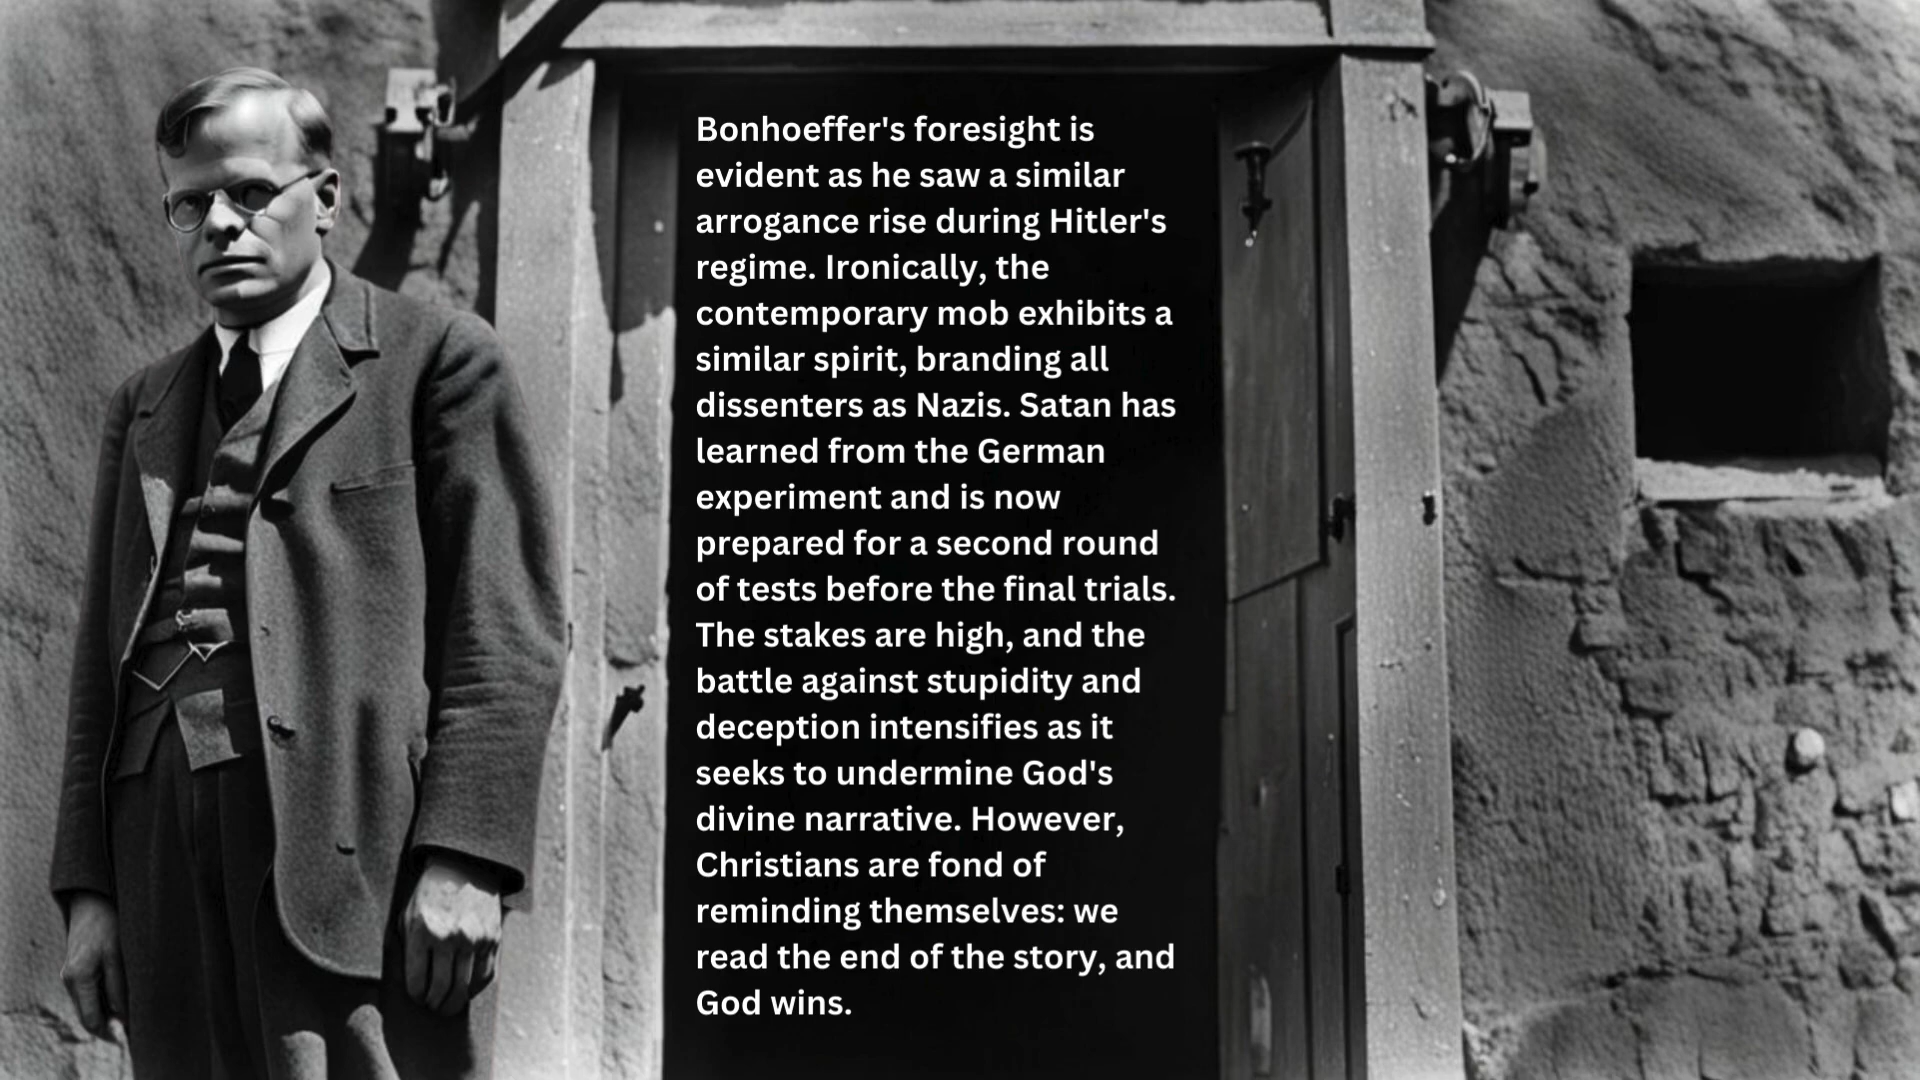 Bonhoeffer's foresight is
evident as he saw a similar
arrogance rise during Hitler's
regime. Ironically, the
contemporary mob exhibits a
similar spirit, branding all
dissenters as Nazis. Satan has
learned from the German
experiment and is now
prepared for a second round
of tests before the final trials.
The stakes are high, and the
battle against stupidity and
deception intensifies as it
seeks to undermine God's
divine narrative. However,
Christians are fond of
reminding themselves: we
read the end of the story, and
God wins.